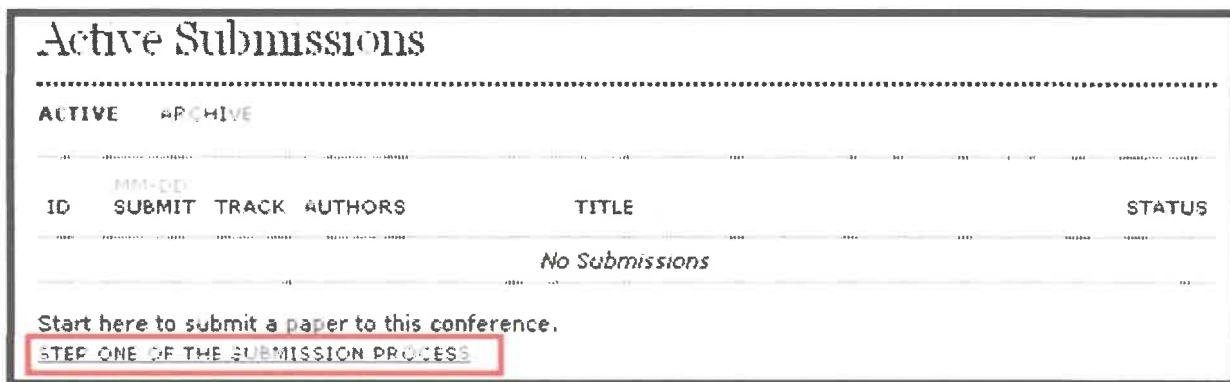 Active Submissions
ACTIVE ARCHIVE
MM-DD
ID SUBMIT TRACK AUTHORS TITLE STATUS
No Submissions
Start here to submit a paper to this conference.
STEP ONE OF THE SUBMISSION PROCESS